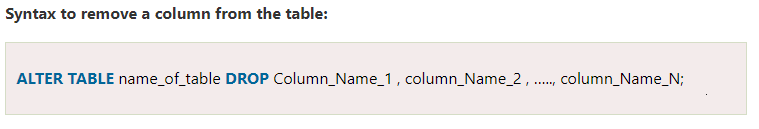 Syntax to remove a column from the table:
ALTER TABLE name_of_table DROP Column_Name_1 , column_Name_2 , ....., column_Name_N;